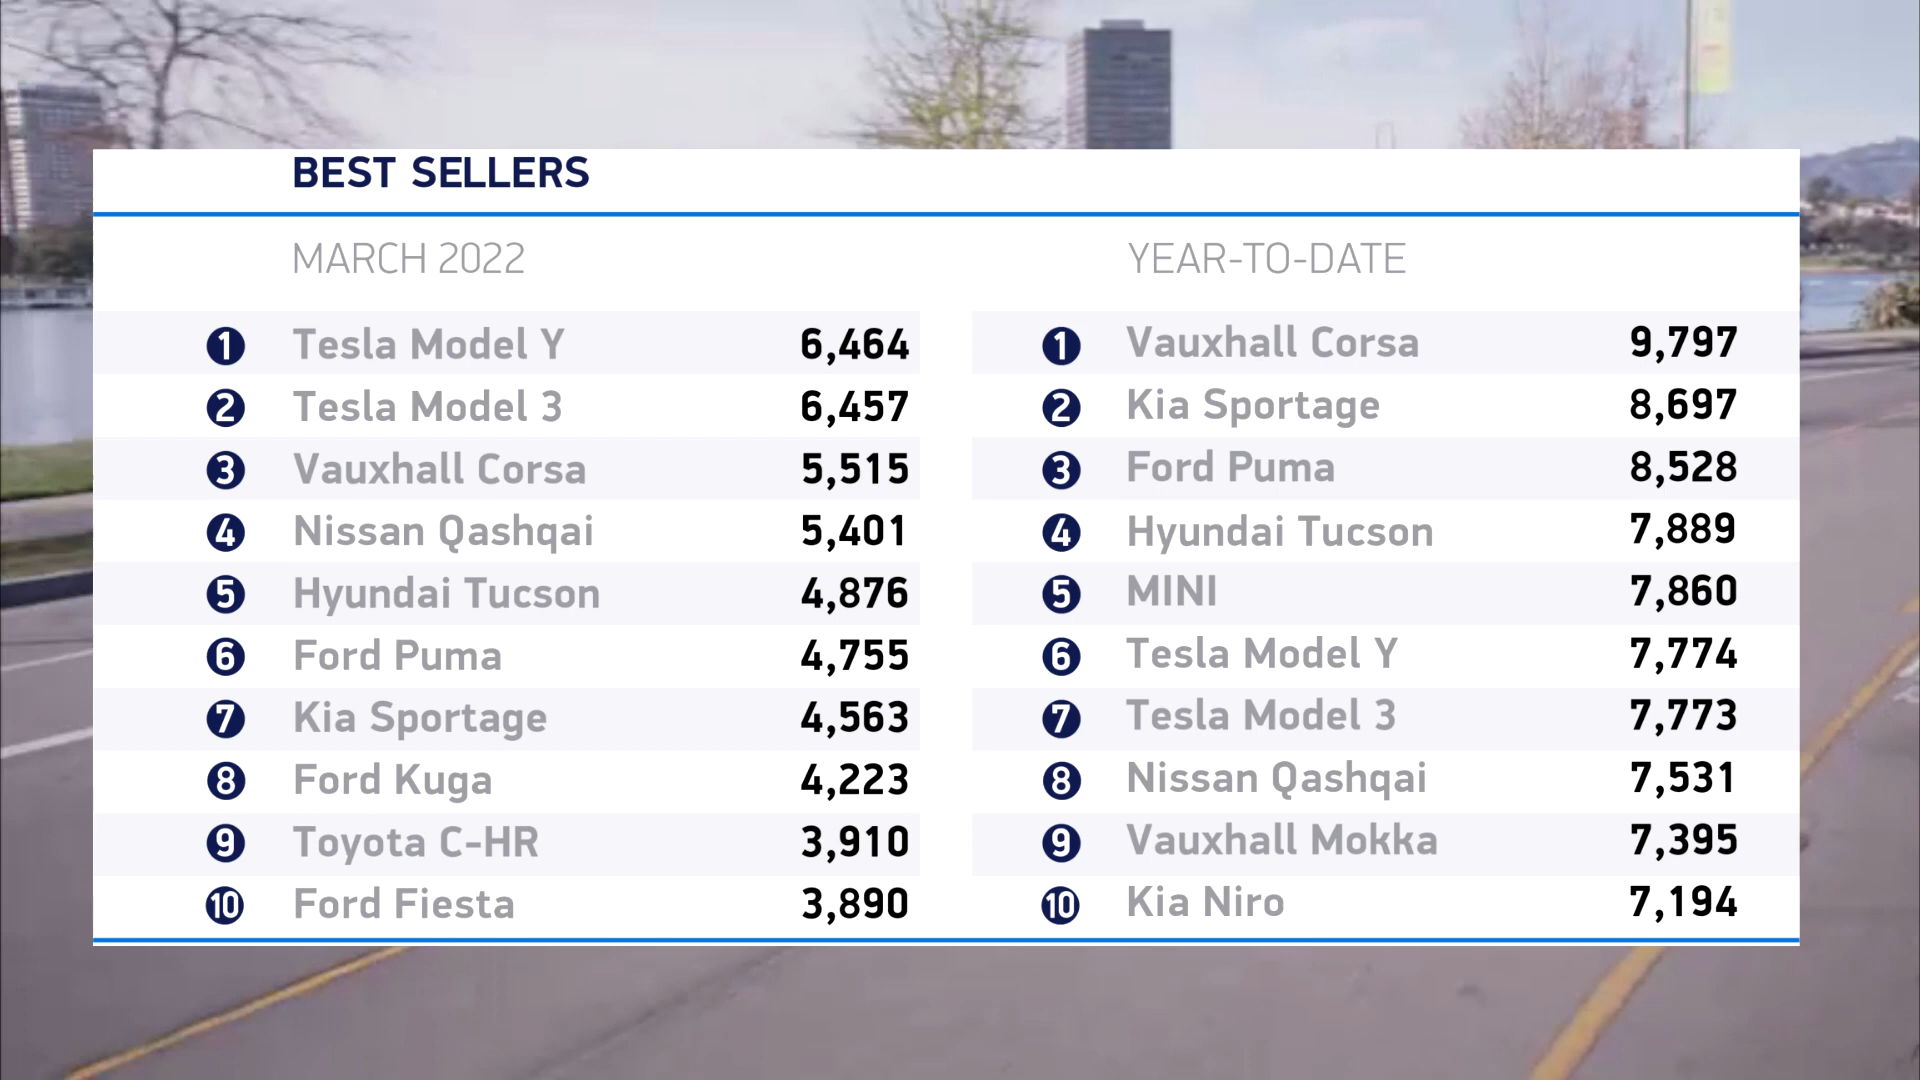 BEST SELLERS
MARCH 2022
1 Tesla Model Y 6,464
2 Tesla Model 3 6,457
3 Vauxhall Corsa 5,515
4 Nissan Qashqai 5,401
5 Hyundai Tucson 4,876
6 Ford Puma 4,755
7 Kia Sportage 4,563
8 Ford Kuga 4,223
9 Toyota C-HR 3,910
10 Ford Fiesta 3,890
YEAR-TO-DATE
1 Vauxhall Corsa 9,797
2 Kia Sportage 8,697
3 Ford Puma 8,528
4 Hyundai Tucson 7,889
5 MINI 7,860
6 Tesla Model Y 7,774
7 Tesla Model 3 7,773
8 Nissan Qashqai 7,531
9 Vauxhall Mokka 7,395
10 Kia Niro 7,194